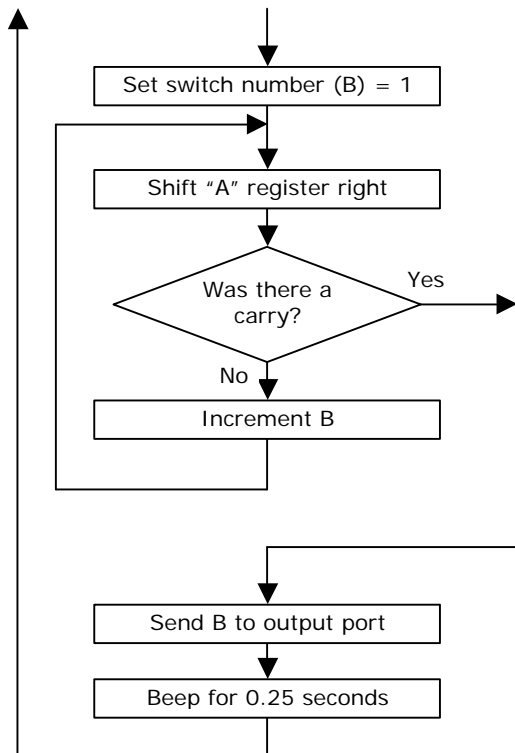 Set switch number (B) = 1
Shift “A” register right
Was there a
carry?
Yes
No
Increment B
Send B to output port
Beep for 0.25 seconds